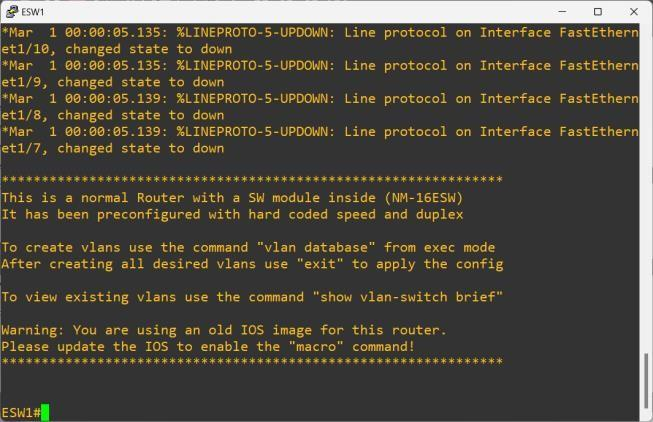 ESW1
*Mar  1 00:00:05.135: %LINEPROTO-5-UPDOWN: Line protocol on Interface FastEthern
et1/10, changed state to down
*Mar  1 00:00:05.135: %LINEPROTO-5-UPDOWN: Line protocol on Interface FastEthern
et1/9, changed state to down
*Mar  1 00:00:05.139: %LINEPROTO-5-UPDOWN: Line protocol on Interface FastEthern
et1/8, changed state to down
*Mar  1 00:00:05.139: %LINEPROTO-5-UPDOWN: Line protocol on Interface FastEthern
et1/7, changed state to down
***************************************************************
This is a normal Router with a SW module inside (NM-16ESW)
It has been preconfigured with hard coded speed and duplex
To create vlans use the command "vlan database" from exec mode
After creating all desired vlans use "exit" to apply the config
To view existing vlans use the command "show vlan-switch brief"
Warning: You are using an old IOS image for this router.
Please update the IOS to enable the "macro" command!
***************************************************************
ESW1#